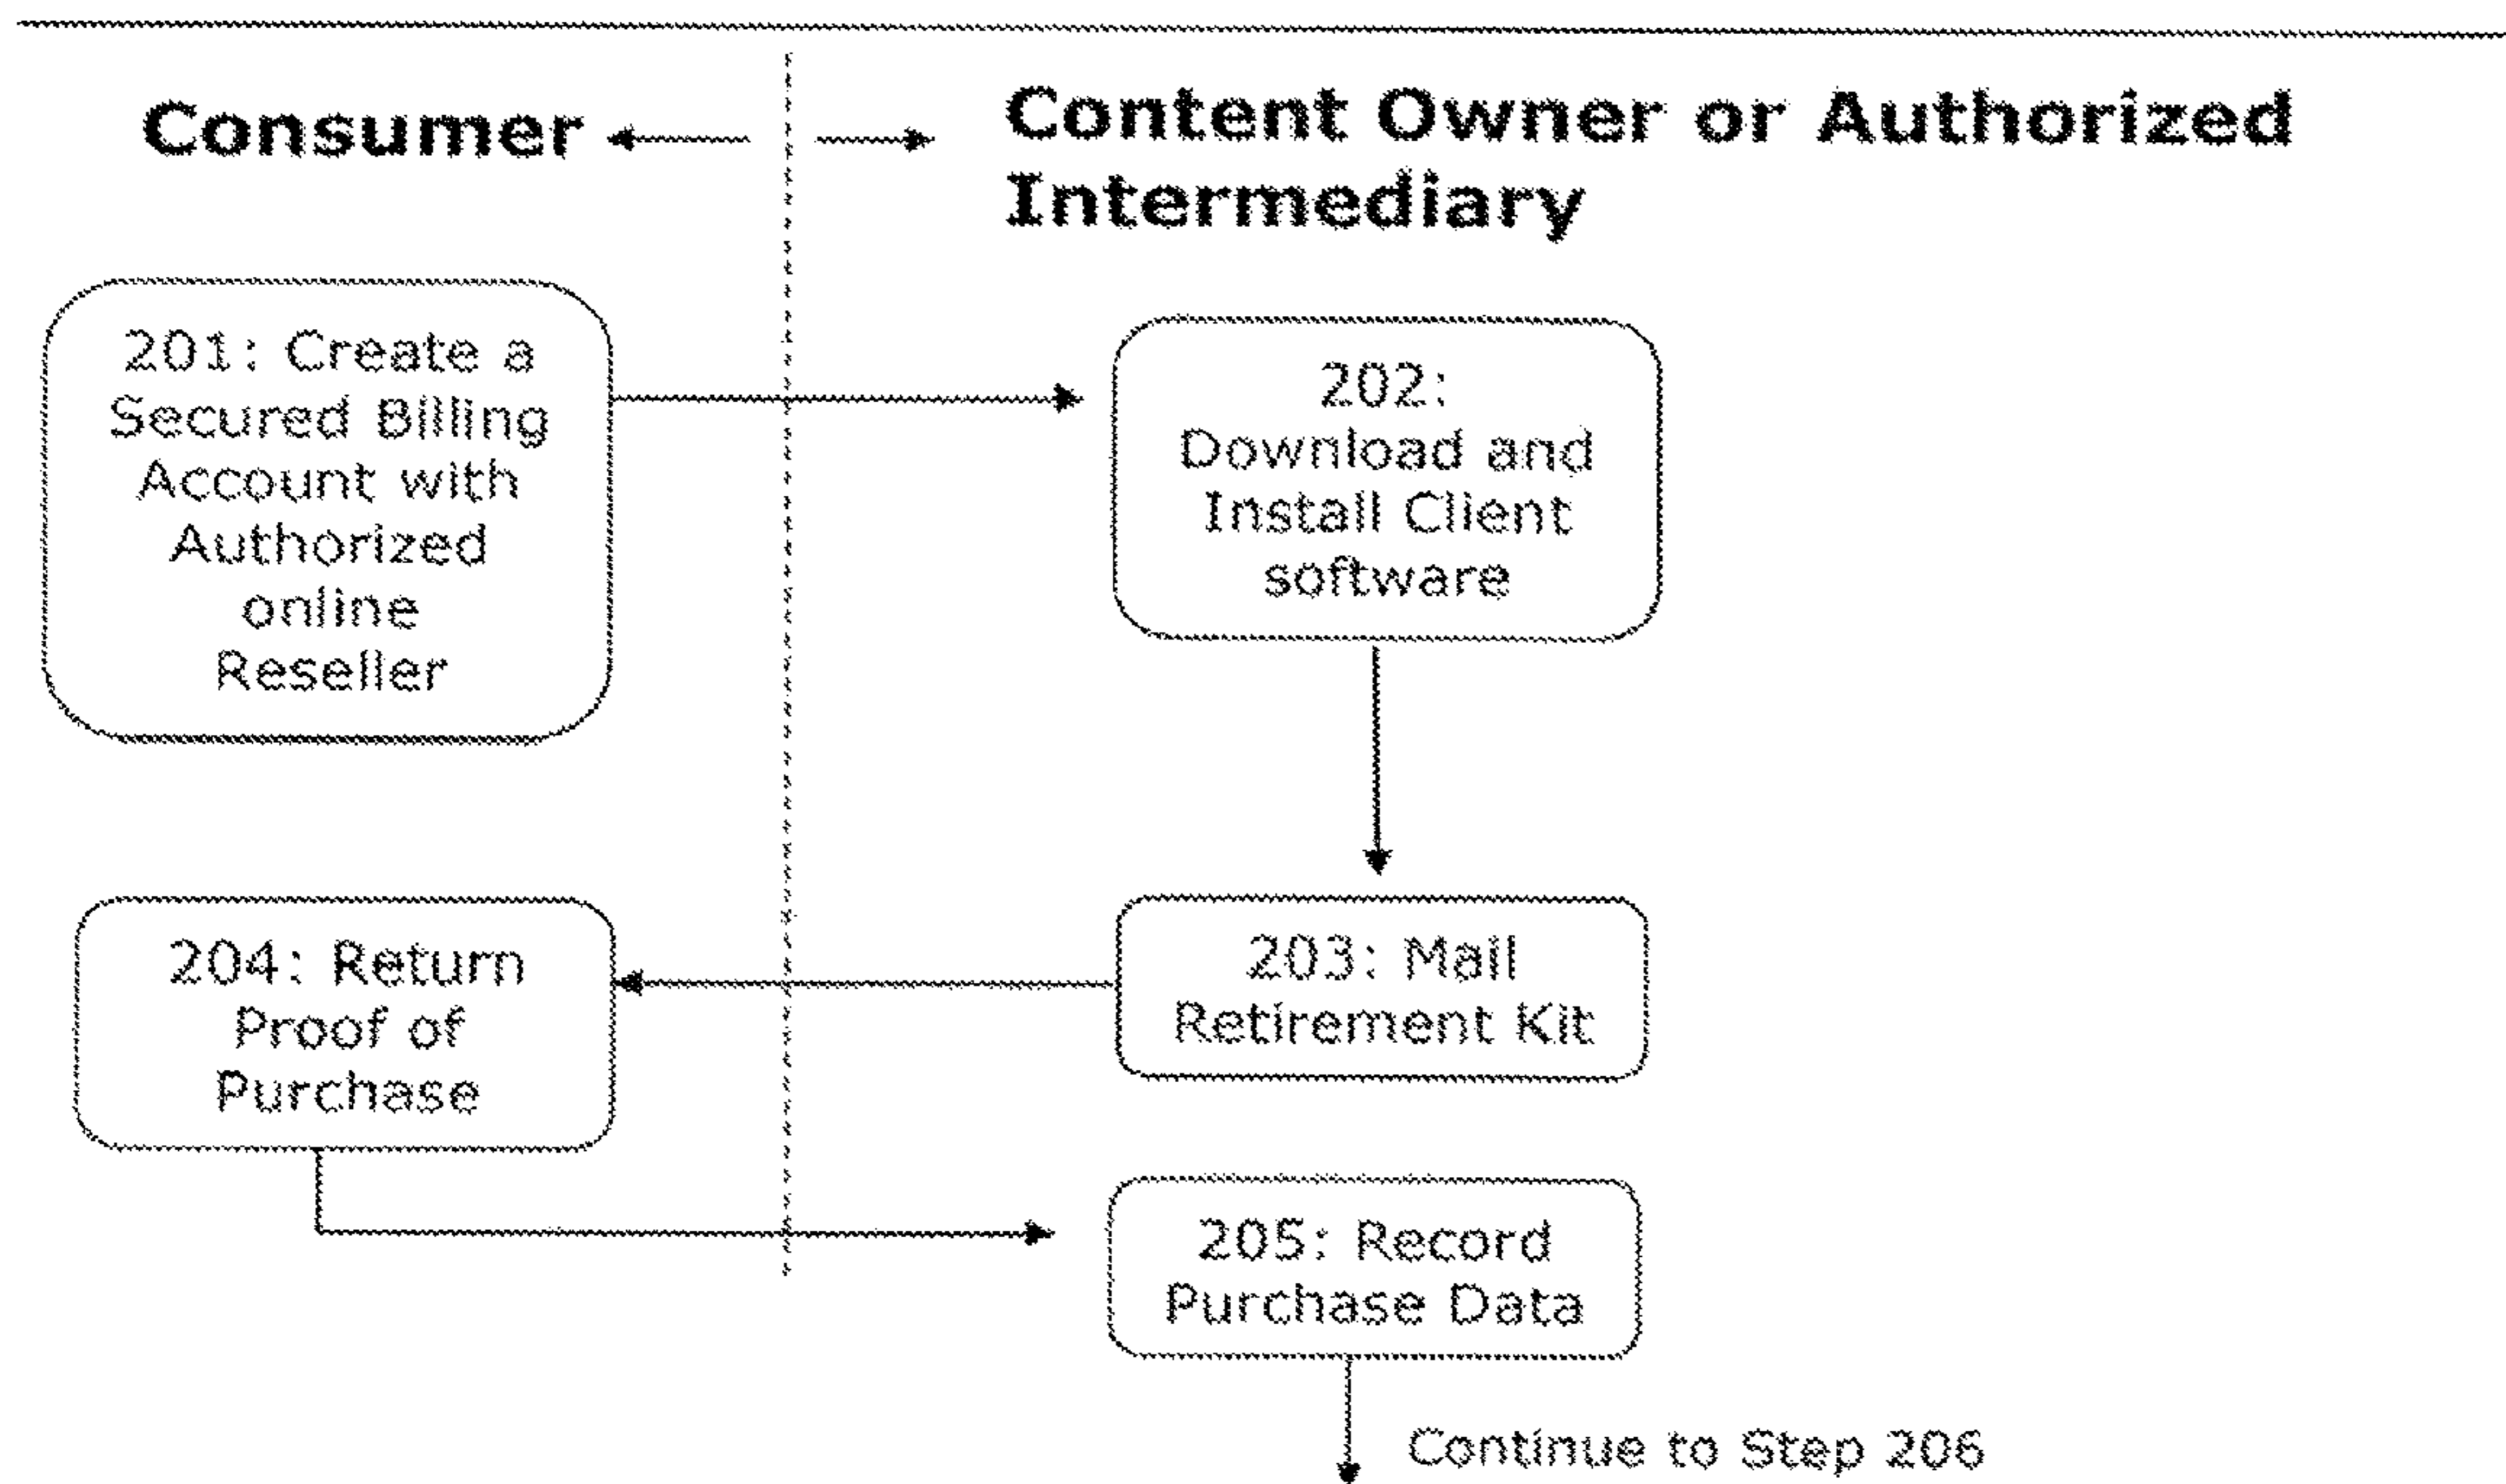 Consumer
Content Owner or Authorized
Intermediary
201: Create a
Secured Billing
Account with
Authorized
online
Reseller
202:
Download and
Install Client
software
203: Mail
Retirement Kit
204: Return
Proof of
Purchase
205: Record
Purchase Data
Continue to Step 206